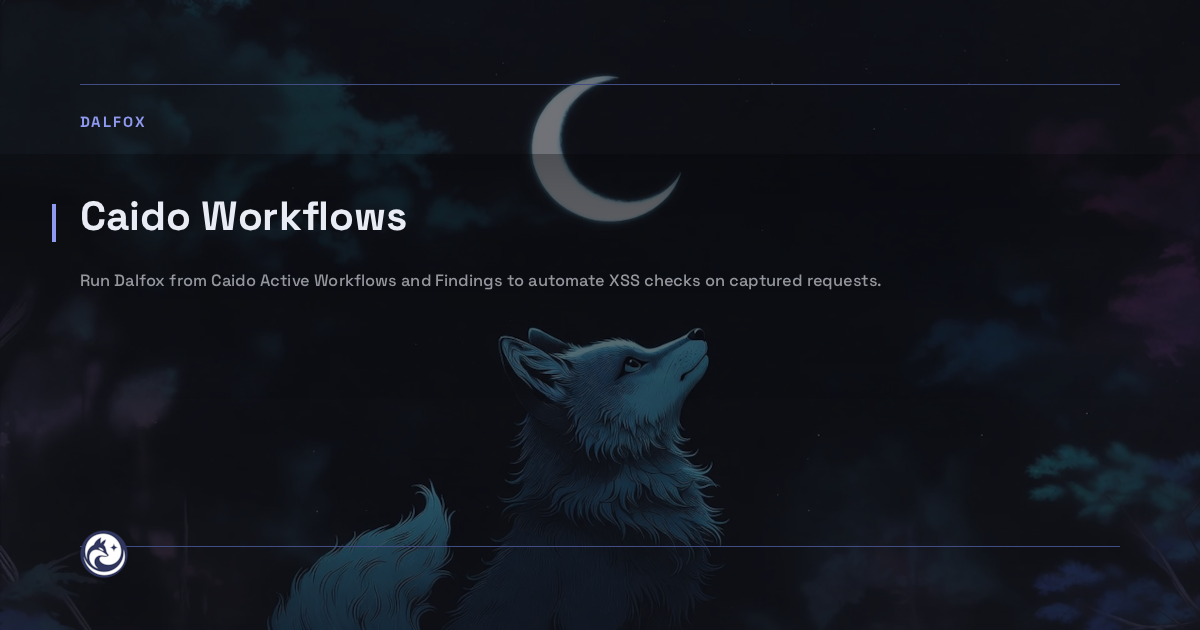 DALFOX
Caido Workflows
Run Dalfox from Caido Active Workflows and Findings to automate XSS checks on captured requests.